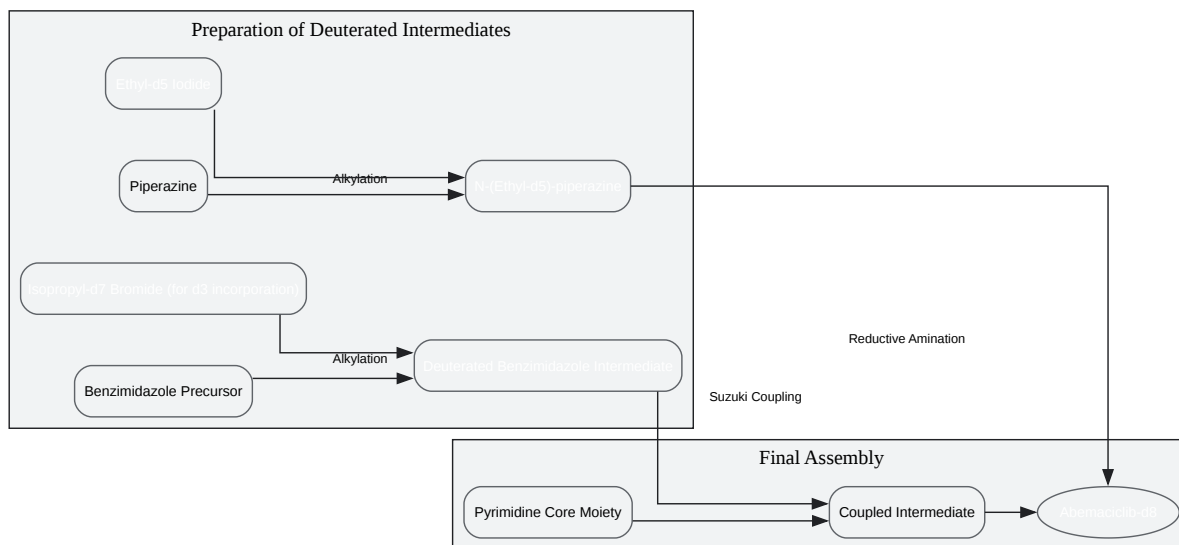 Preparation of Deuterated Intermediates
Ethyl-d5 Iodide
Piperazine
Alkylation
N-(Ethyl-d5)-piperazine
Isopropyl-d7 Bromide (for d3 incorporation)
Benzimidazole Precursor
Alkylation
Deuterated Benzimidazole Intermediate
Reductive Amination
Suzuki Coupling
Final Assembly
Pyrimidine Core Moiety
Coupled Intermediate
Abemaciclib-d8